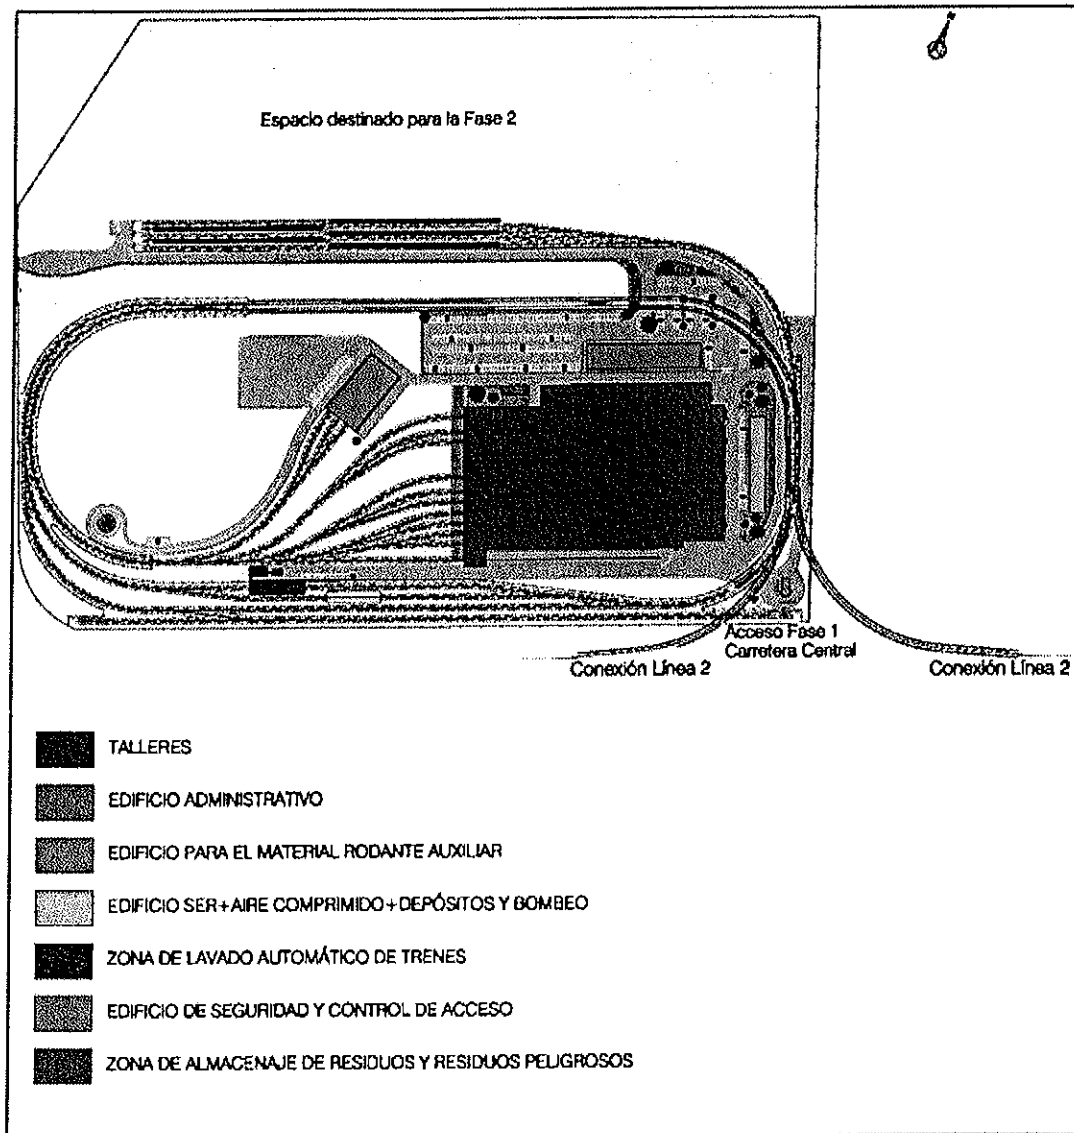 Espacio destinado para la Fase 2
Acceso Fase 1
Carretera Central
Conexión Línea 2
Conexión Línea 2
TALLERES
EDIFICIO ADMINISTRATIVO
EDIFICIO PARA EL MATERIAL RODANTE AUXILIAR
EDIFICIO SER+AIRE COMPRIMIDO+DEPÓSITOS Y BOMBEO
ZONA DE LAVADO AUTOMÁTICO DE TRENES
EDIFICIO DE SEGURIDAD Y CONTROL DE ACCESO
ZONA DE ALMACENAJE DE RESIDUOS Y RESIDUOS PELIGROSOS